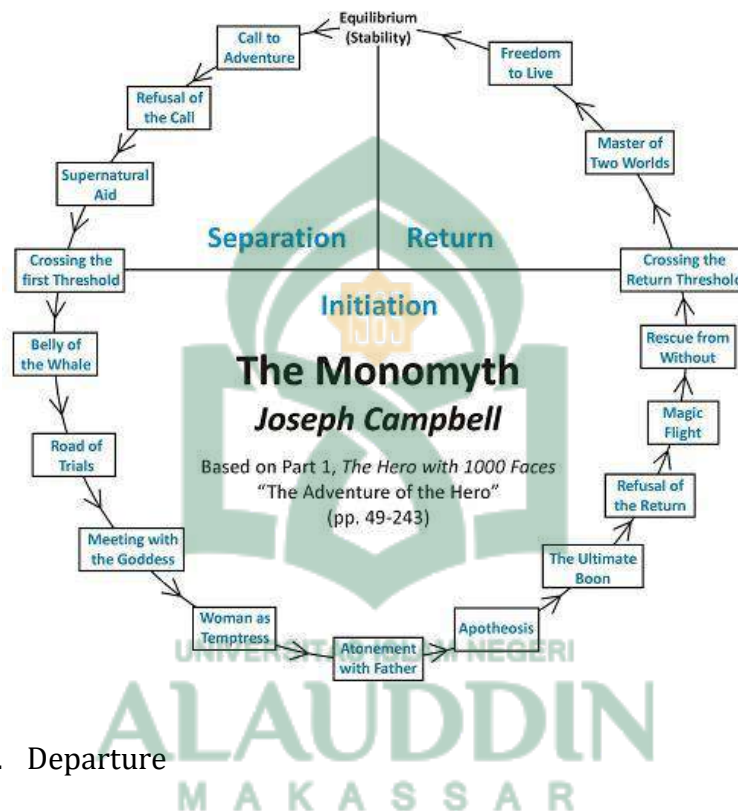 Equilibrium
(Stability)
Call to
Adventure
Refusal of
the Call
Supernatural
Aid
Crossing the
first Threshold
Belly of
the Whale
Road of
Trials
Meeting with
the Goddess
Woman as
Temptress
Atonement
with Father
Apotheosis
The Ultimate
Boon
Refusal of
the Return
Magic
Flight
Rescue from
Without
Crossing the
Return Threshold
Master of
Two Worlds
Freedom
to Live
Separation
Return
Initiation
1965
The Monomyth
Joseph Campbell
Based on Part 1, The Hero with 1000 Faces
“The Adventure of the Hero”
(pp. 49-243)
UNIVERSITAS ISLAM NEGERI
ALAUDDIN
. Departure
MAKASSAR